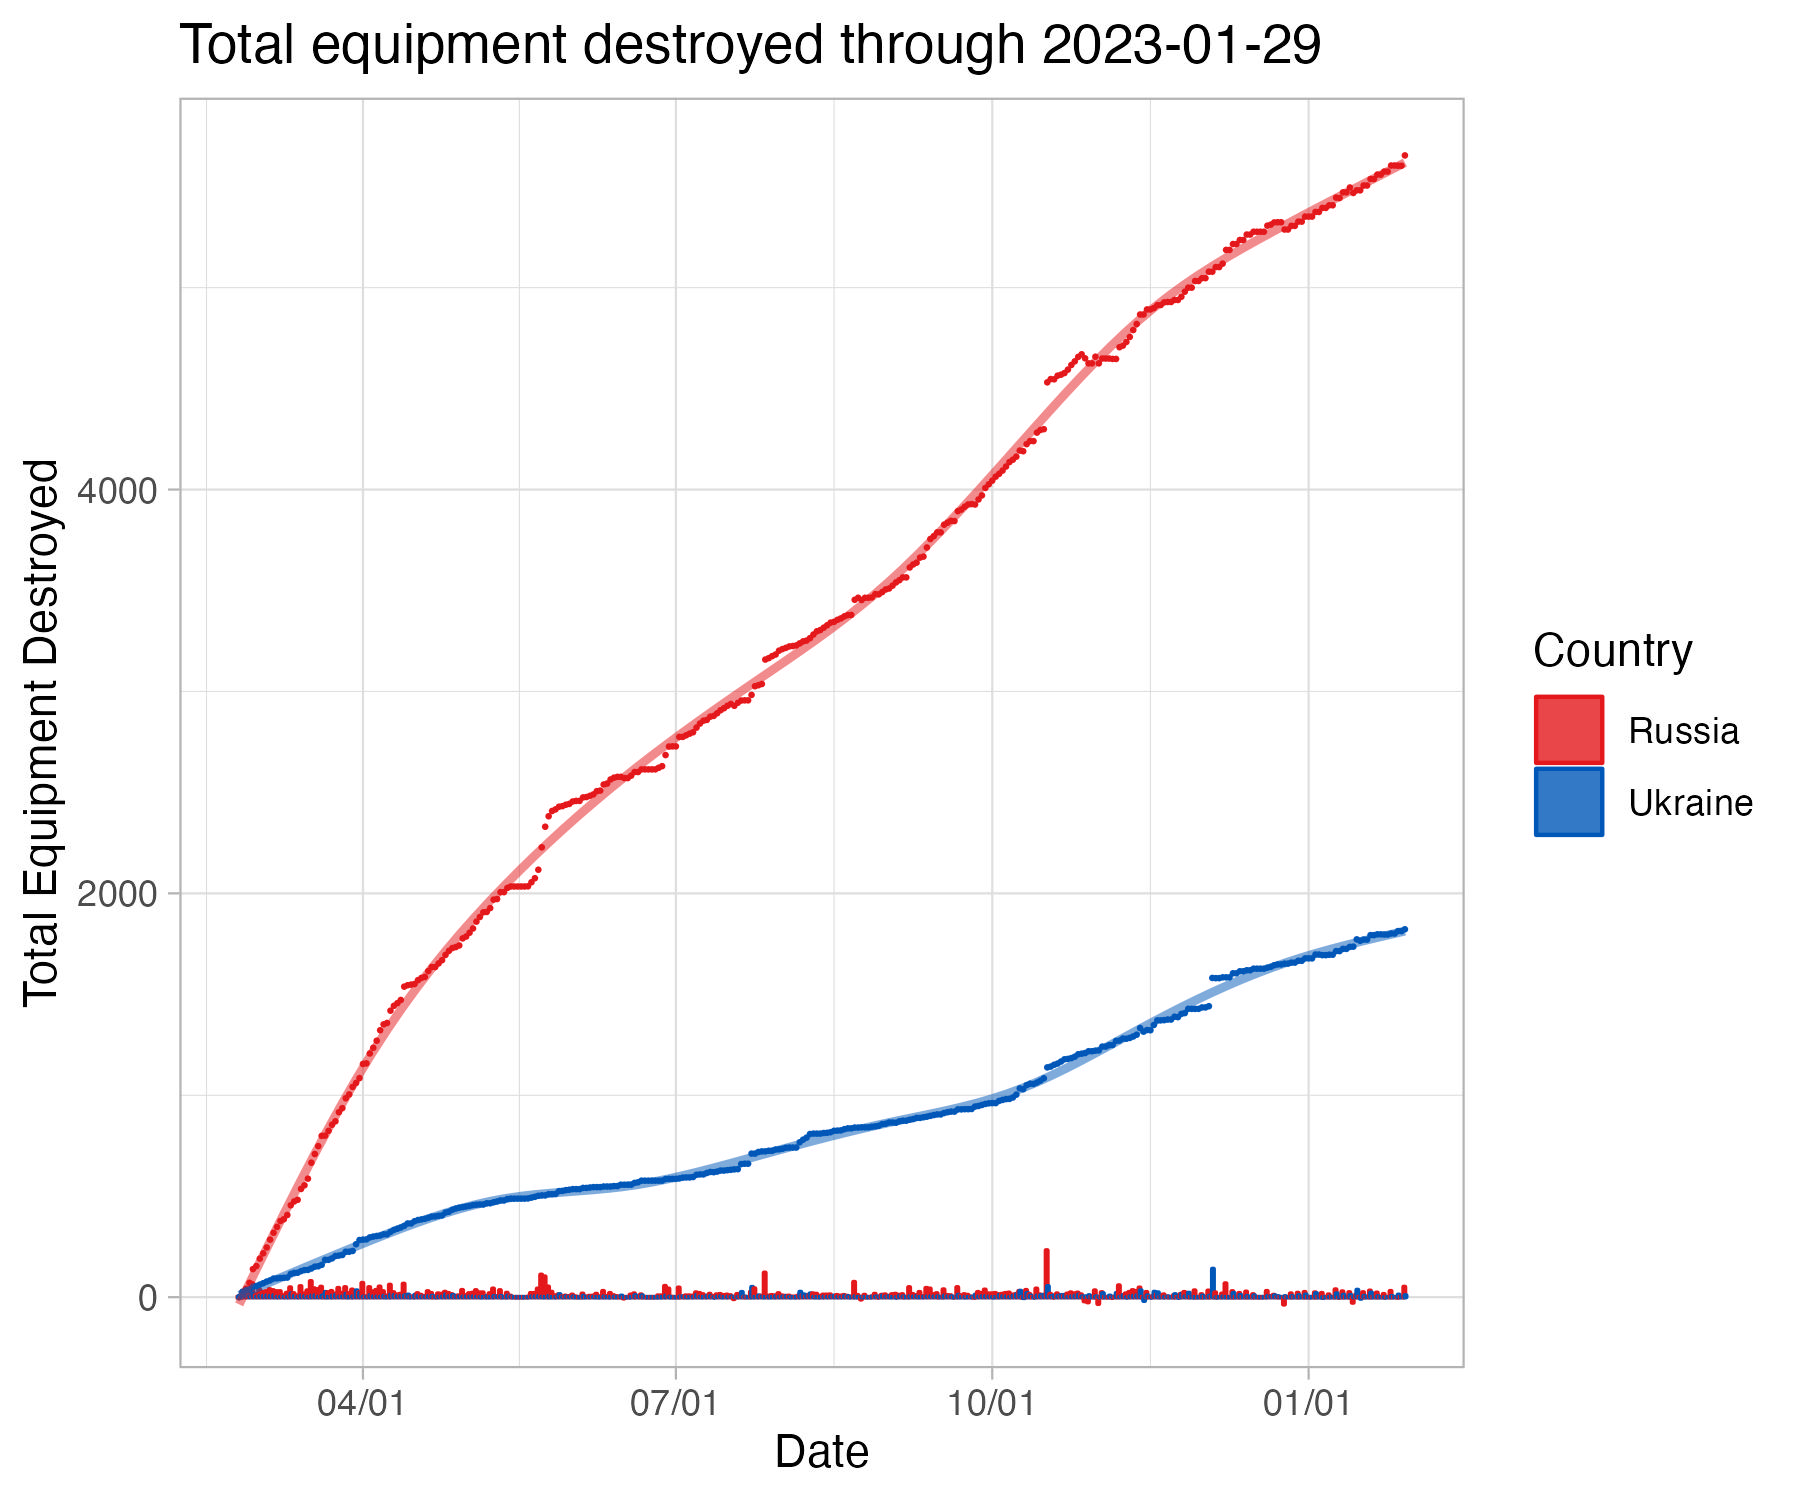 Total equipment destroyed through 2023-01-29
Total Equipment Destroyed
4000
2000
0
04/01
07/01
10/01
01/01
Date
Country
Russia
Ukraine